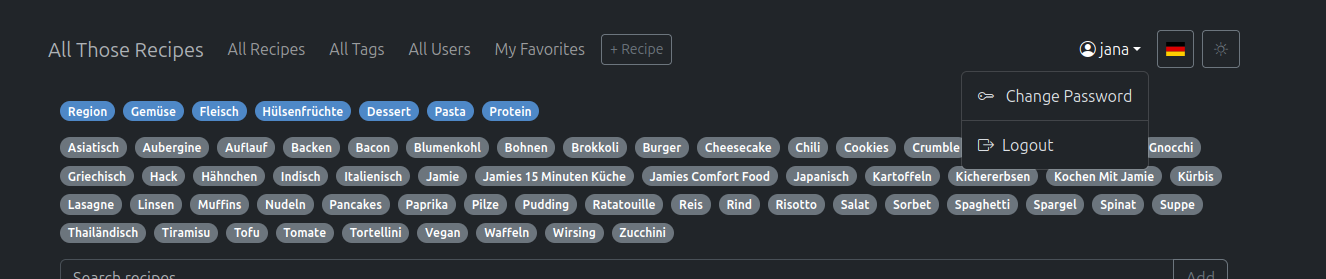 All Those Recipes All Recipes All Tags All Users My Favorites + Recipe jana
Change Password
Logout
Region Gemüse Fleisch Hülsenfrüchte Dessert Pasta Protein
Asiatisch Aubergine Auflauf Backen Bacon Blumenkohl Bohnen Brokkoli Burger Cheesecake Chili Cookies Crumble Gnocchi
Griechisch Hack Hähnchen Indisch Italienisch Jamie Jamies 15 Minuten Küche Jamies Comfort Food Japanisch Kartoffeln Kichererbsen Kochen Mit Jamie Kürbis
Lasagne Linsen Muffins Nudeln Pancakes Paprika Pilze Pudding Ratatouille Reis Rind Risotto Salat Sorbet Spaghetti Spargel Spinat Suppe
Thailändisch Tiramisu Tofu Tomate Tortellini Vegan Waffeln Wirsing Zucchini
Search recipes Add